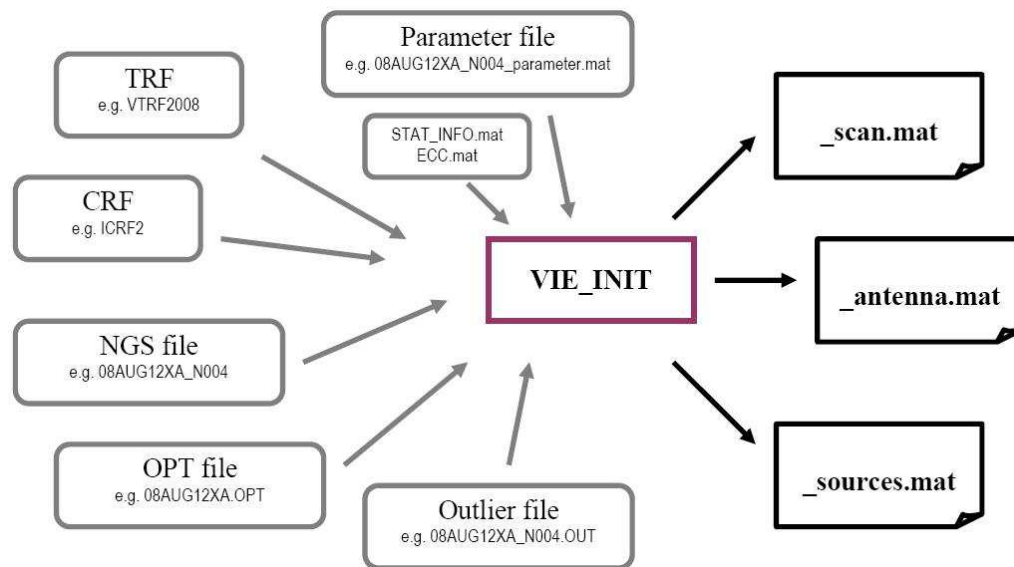 Parameter file
e.g. 08AUG12XA_N004_parameter.mat
TRF
e.g. VTRF2008
STAT_INFO.mat
ECC.mat
CRF
e.g. ICRF2
NGS file
e.g. 08AUG12XA_N004
OPT file
e.g. 08AUG12XA.OPT
Outlier file
e.g. 08AUG12XA_N004.OUT
VIE_INIT
_scan.mat
_antenna.mat
_sources.mat